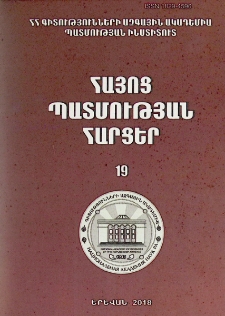 ՀՀ ԳԻՏՈՒԹՅՈՒՆՆԵՐԻ ԱԶԳԱՅԻՆ ԱԿԱԴԵՄԻԱ
ՊԱՏՄՈՒԹՅԱՆ ԻՆՍՏԻՏՈՒՏ
ՀԱՅՈՑ
ՊԱՏՄՈՒԹՅԱՆ
ՀԱՐՑԵՐ
19
ԵՐԵՎԱՆ 2018